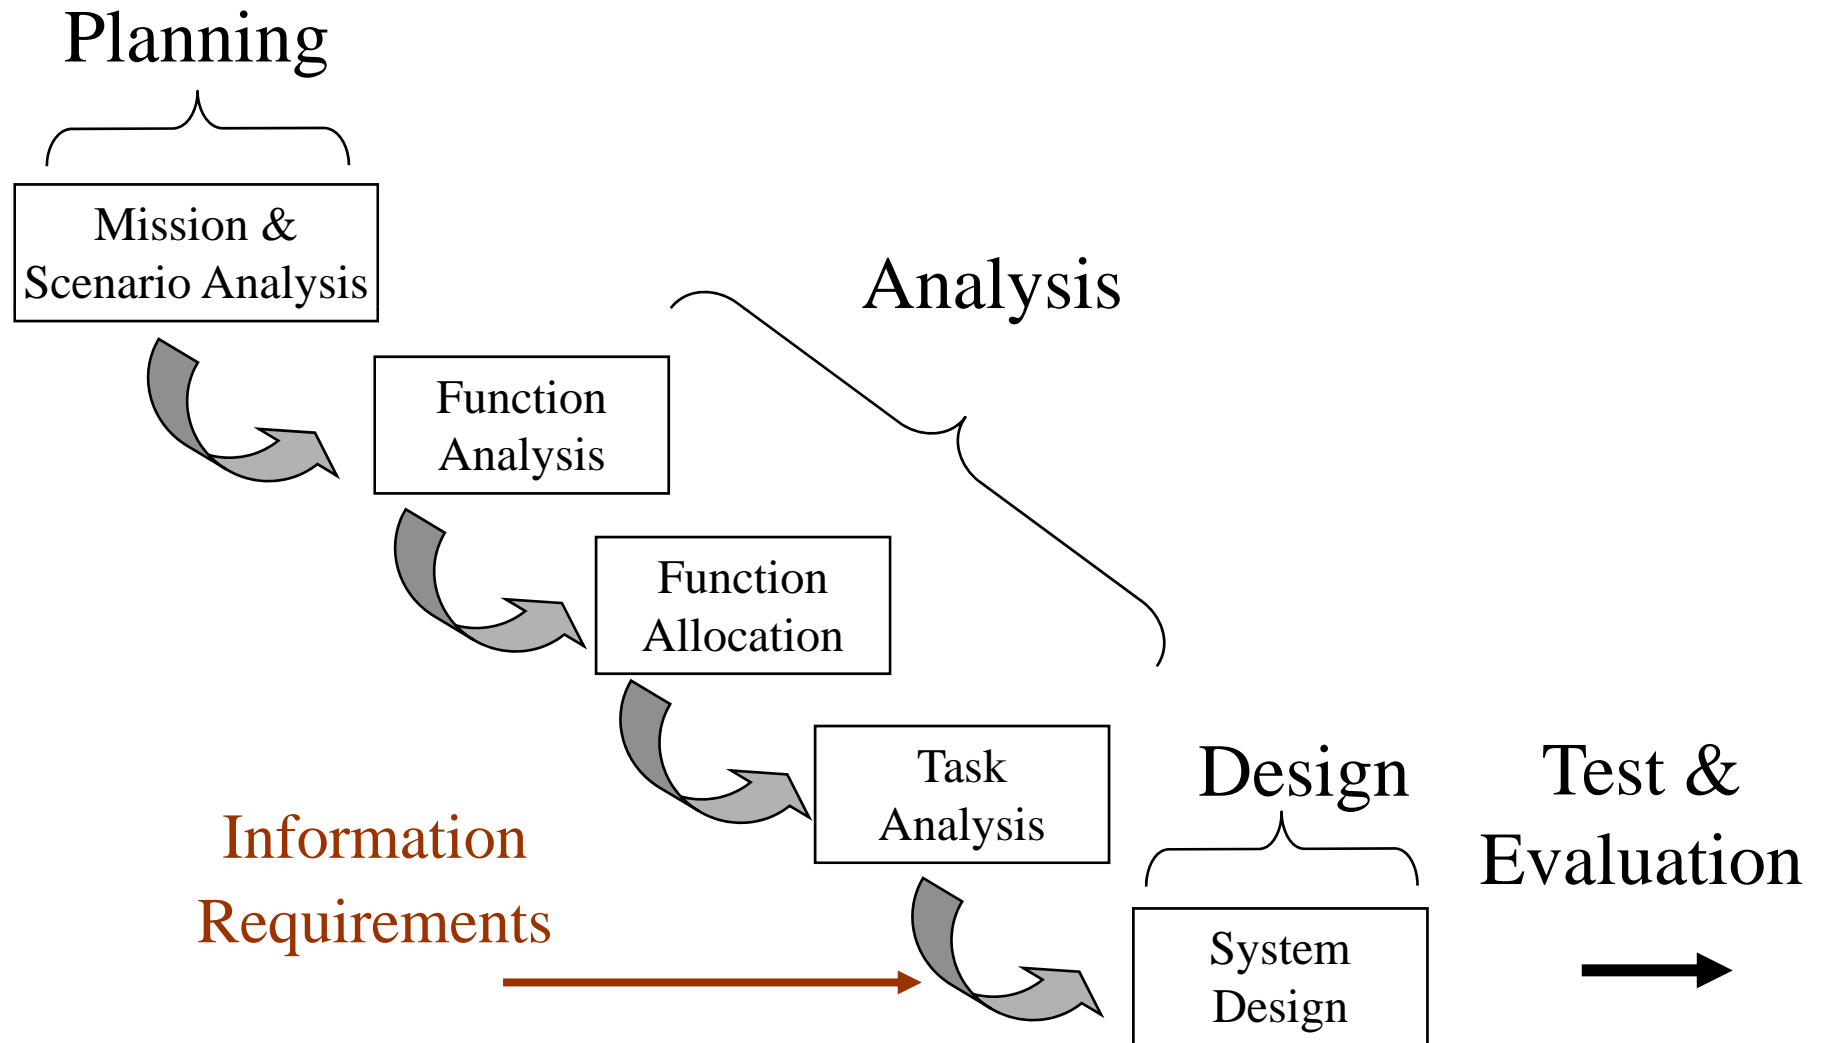 Planning
Mission &
Scenario Analysis
Analysis
Function
Analysis
Function
Allocation
Task
Analysis
Design
Test &
Evaluation
Information
Requirements
System
Design